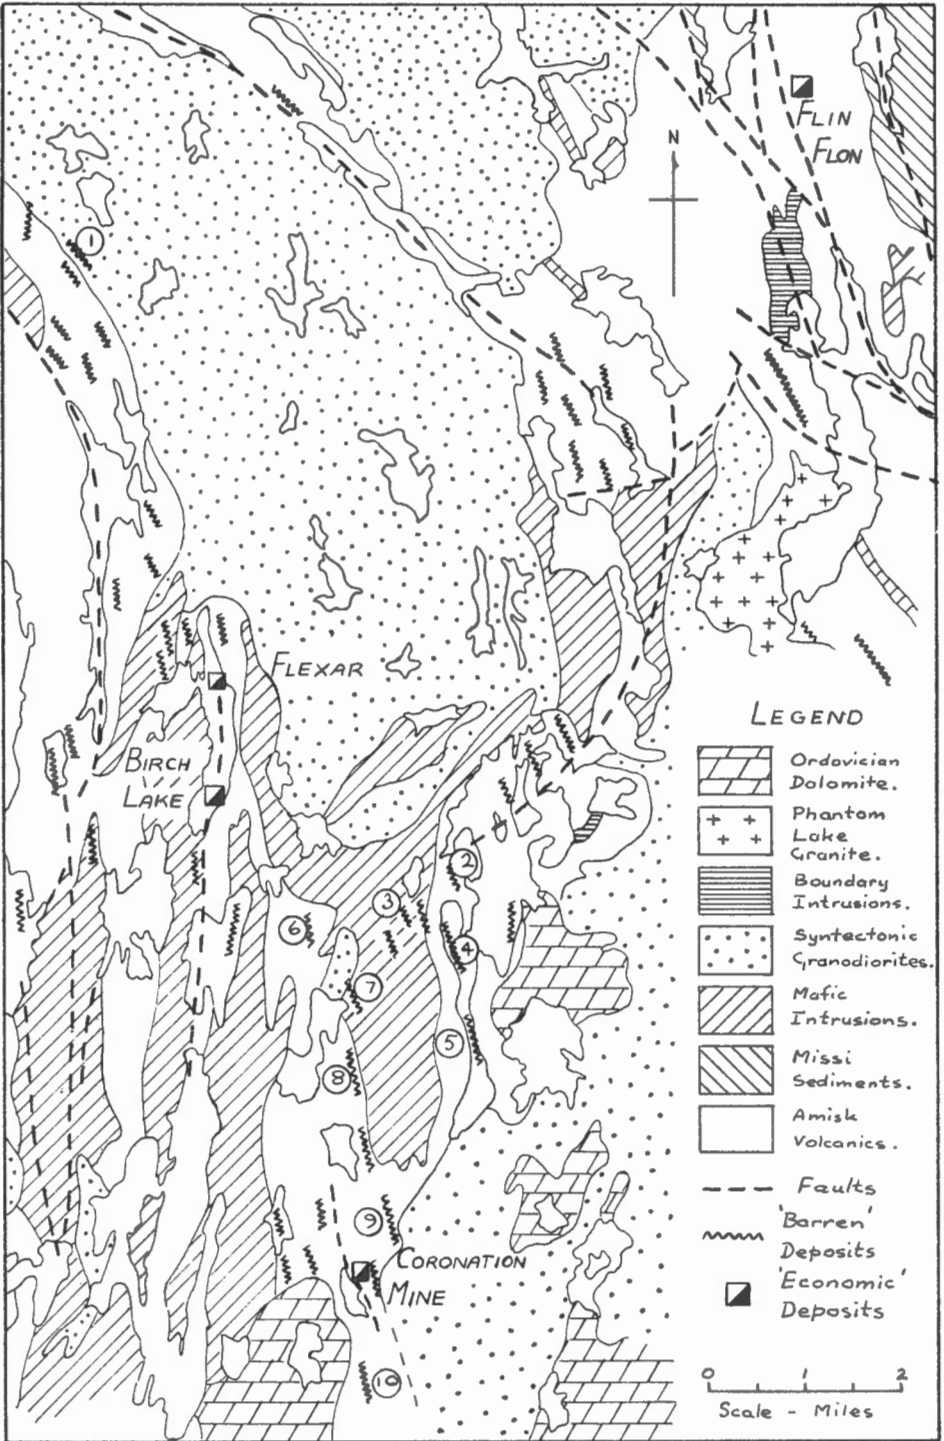 FLIN
FLON
N
1
FLEXAR
BIRCH
LAKE
2
3
4
5
6
7
8
9
CORONATION
MINE
10
LEGEND
Ordovician
Dolomite.
Phantom
Lake
Granite.
Boundary
Intrusions.
Syntectonic
Granodiorites.
Mafic
Intrusions.
Missi
Sediments.
Amisk
Volcanics.
Faults
'Barren'
Deposits
'Economic'
Deposits
0 2
Scale - Miles